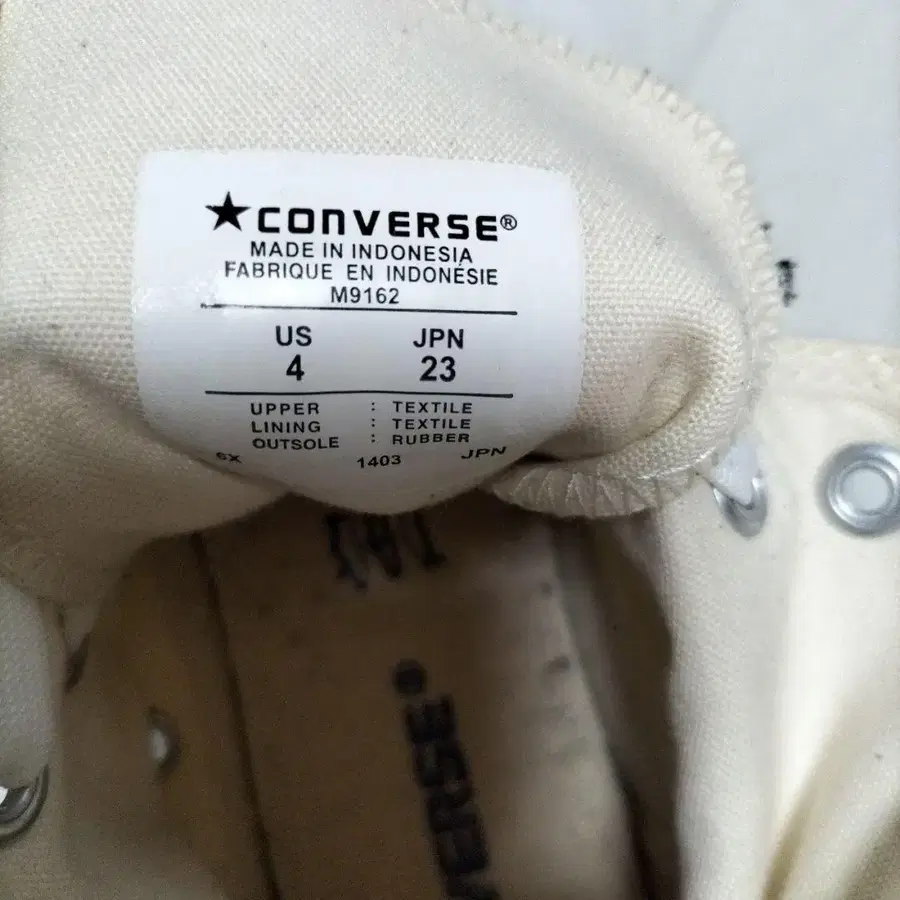 ★CONVERSE®
MADE IN INDONESIA
FABRIQUE EN INDONÉSIE
M9162
US JPN
4 23
UPPER : TEXTILE
LINING : TEXTILE
OUTSOLE : RUBBER
6X 1403 JPN